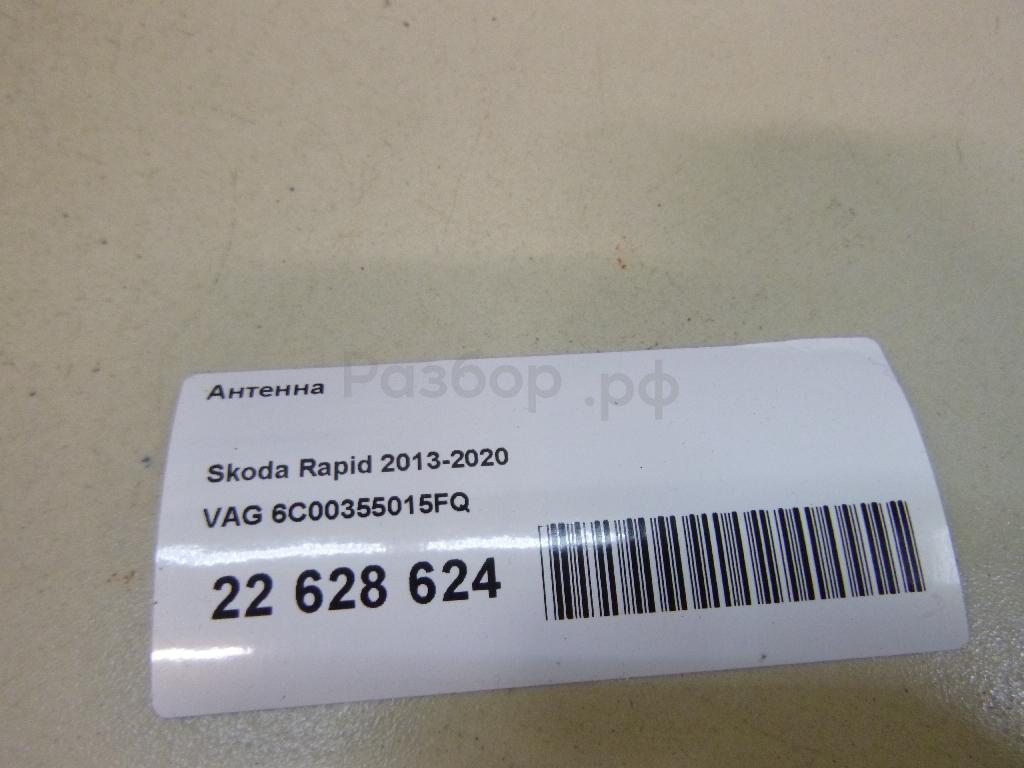 Антенна
Разбор.рф
Skoda Rapid 2013-2020
VAG 6C00355015FQ
22 628 624